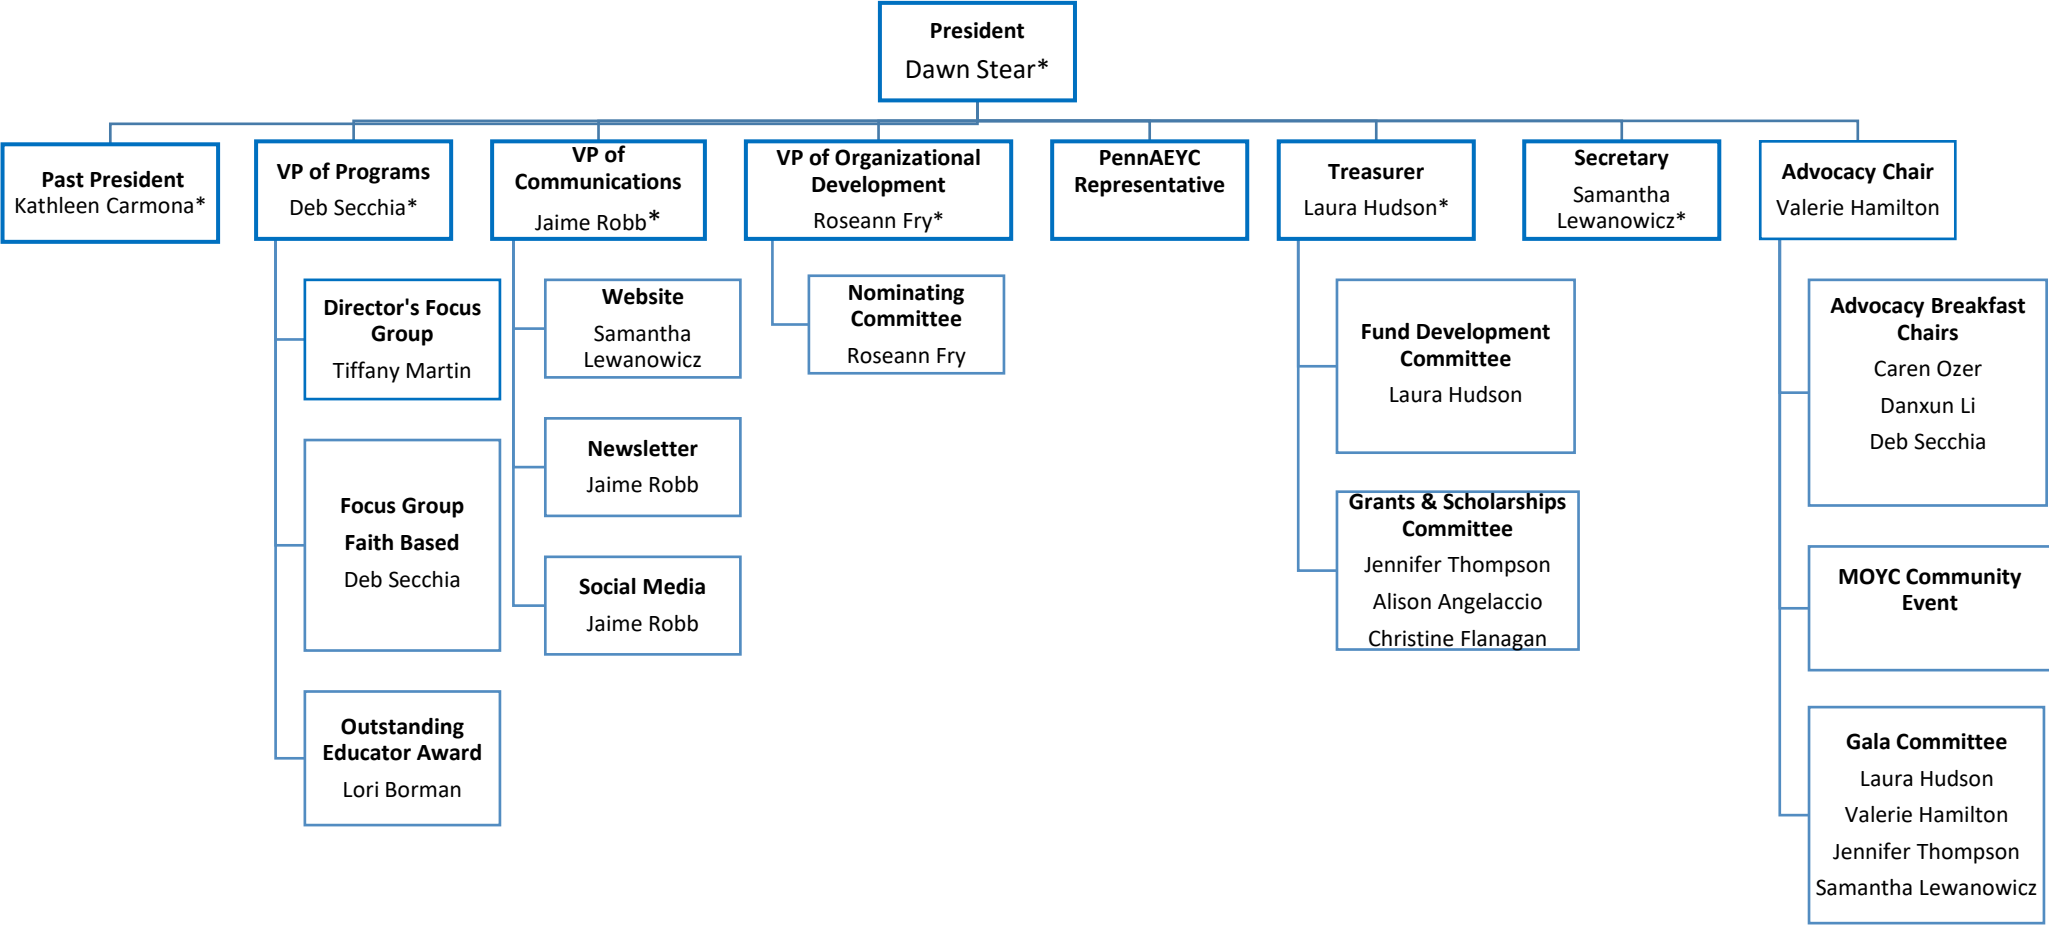 President
Dawn Stear*
Past President
Kathleen Carmona*
VP of Programs
Deb Secchia*
VP of
Communications
Jaime Robb*
VP of Organizational
Development
Roseann Fry*
PennAEYC
Representative
Treasurer
Laura Hudson*
Secretary
Samantha
Lewanowicz*
Advocacy Chair
Valerie Hamilton
Director's Focus
Group
Tiffany Martin
Focus Group
Faith Based
Deb Secchia
Outstanding
Educator Award
Lori Borman
Website
Samantha
Lewanowicz
Newsletter
Jaime Robb
Social Media
Jaime Robb
Nominating
Committee
Roseann Fry
Fund Development
Committee
Laura Hudson
Grants & Scholarships
Committee
Jennifer Thompson
Alison Angelaccio
Christine Flanagan
Advocacy Breakfast
Chairs
Caren Ozer
Danxun Li
Deb Secchia
MOYC Community
Event
Gala Committee
Laura Hudson
Valerie Hamilton
Jennifer Thompson
Samantha Lewanowicz